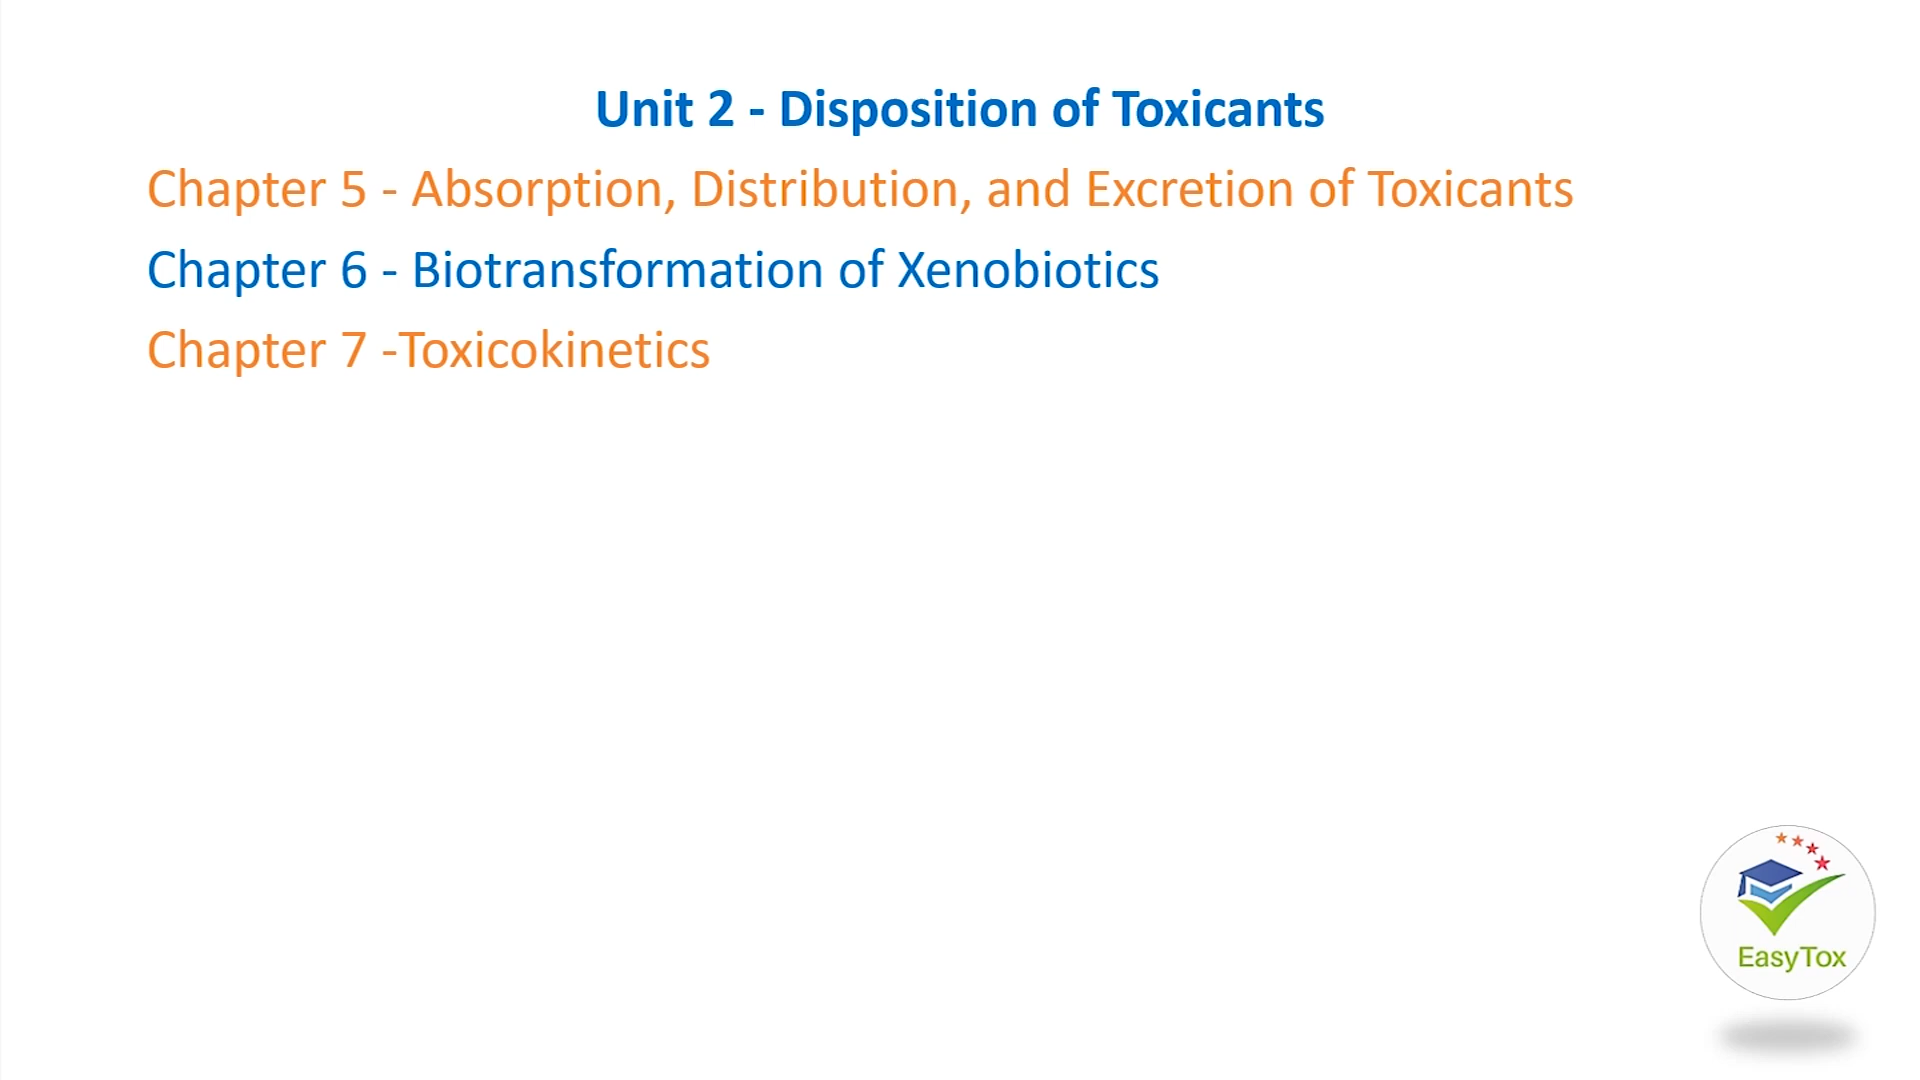 Unit 2 - Disposition of Toxicants
Chapter 5 - Absorption, Distribution, and Excretion of Toxicants
Chapter 6 - Biotransformation of Xenobiotics
Chapter 7 -Toxicokinetics
EasyTox